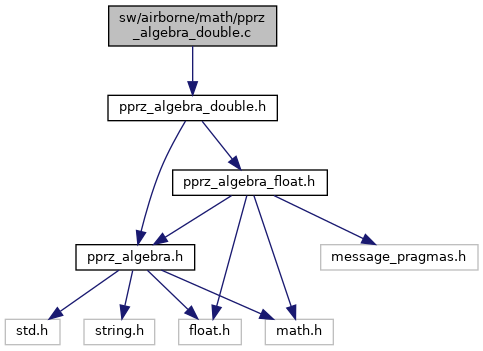 sw/airborne/math/pprz
_algebra_double.c
pprz_algebra_double.h
pprz_algebra_float.h
pprz_algebra.h
message_pragmas.h
std.h
string.h
float.h
math.h